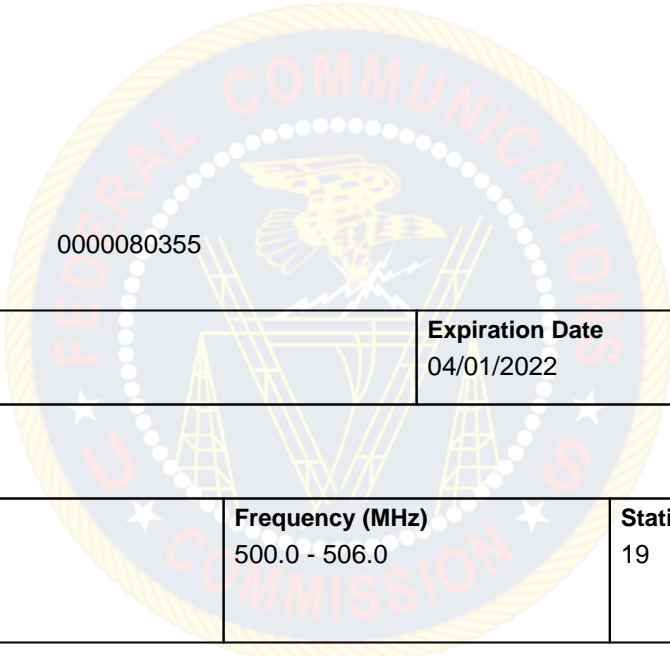 FEDERAL COMMUNICATIONS
COMMISSION
U S
0000080355
Expiration Date
04/01/2022
Frequency (MHz)
500.0 - 506.0
Stati
19